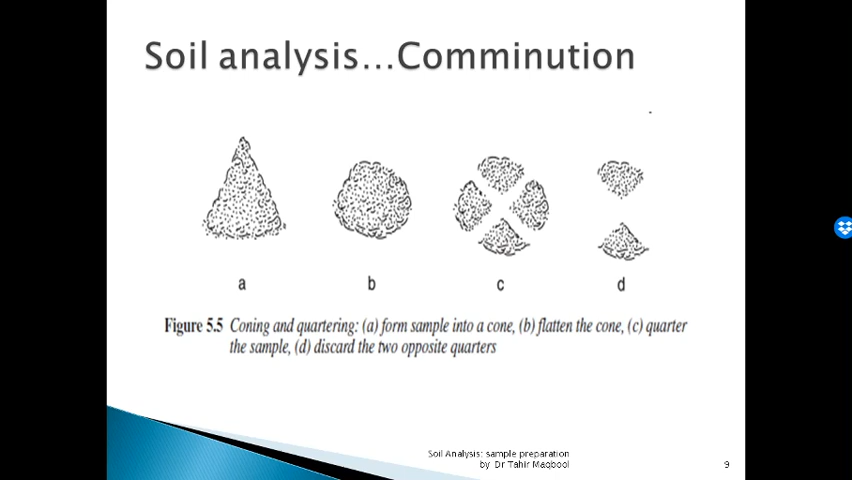 Soil analysis...Comminution
a
b
c
d
Figure 5.5 Coning and quartering: (a) form sample into a cone, (b) flatten the cone, (c) quarter
the sample, (d) discard the two opposite quarters
Soil Analysis: sample preparation
by Dr Tahir Maqbool
9